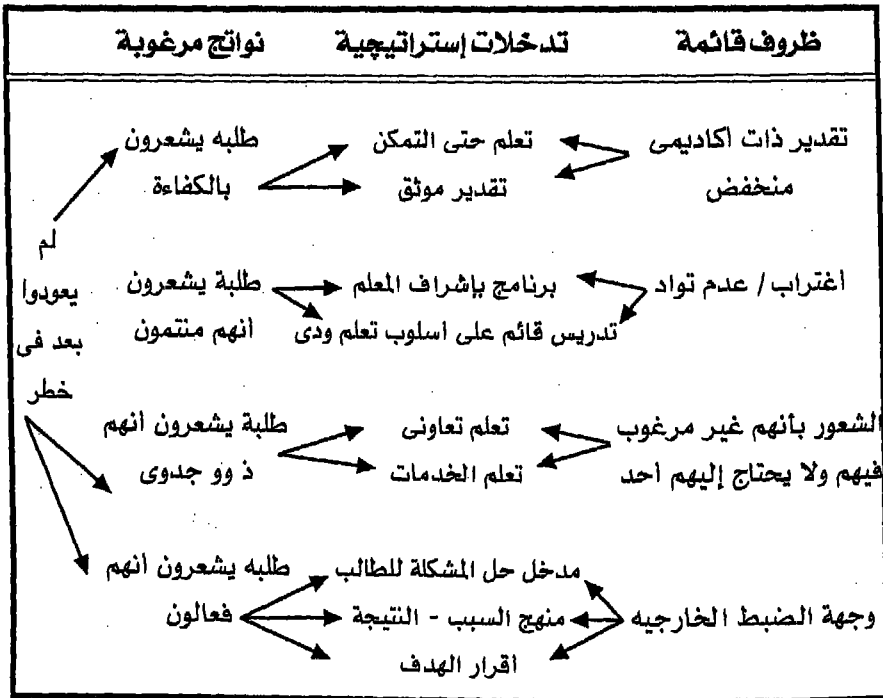 ظروف قائمة تدخلات إستراتيجية نواتج مرغوبة
تقدير ذات اكاديمى تعلم حتى التمكن طلبه يشعرون
منخفض تقدير موثق بالكفاءة
لم
اغتراب / عدم تواد برنامج بإشراف المعلم طلبة يشعرون يعودوا
تدريس قائم على اسلوب تعلم ودى انهم منتمون بعد فى
خطر
الشعور بأنهم غير مرغوب تعلم تعاونى طلبة يشعرون انهم
فيهم ولا يحتاج إليهم احد تعلم الخدمات ذ وو جدوى
مدخل حل المشكلة للطالب طلبه يشعرون انهم
وجهة الضبط الخارجيه منهج السبب - النتيجة فعالون
اقرار الهدف